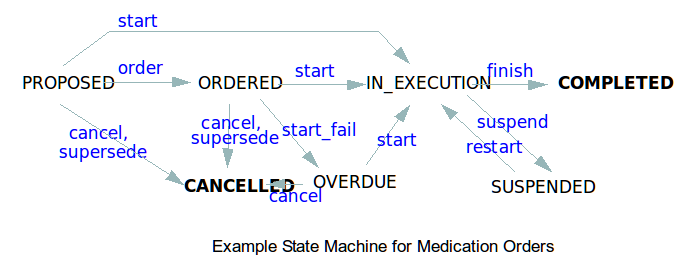 start
order
start
finish
PROPOSED
ORDERED
IN_EXECUTION
COMPLETED
cancel,
supersede
cancel,
supersede
start_fail
start
suspend
restart
CANCELLED
OVERDUE
SUSPENDED
cancel
Example State Machine for Medication Orders